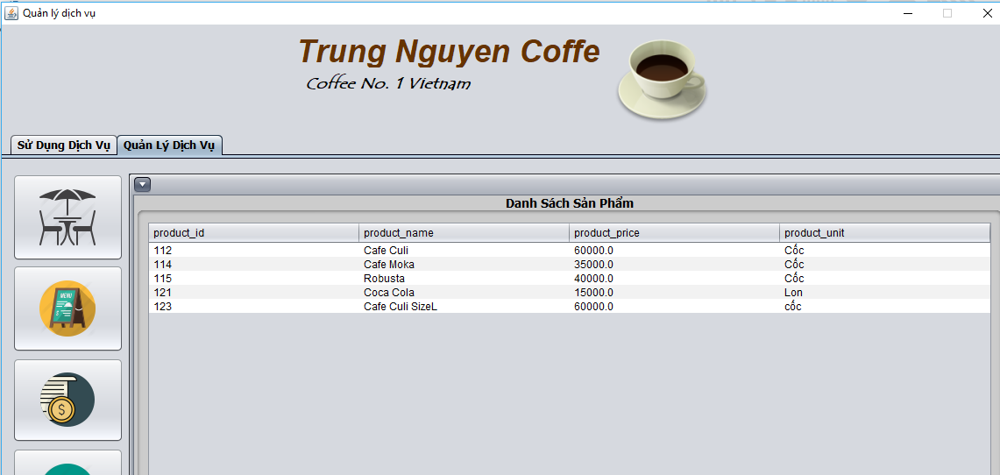 Quản lý dịch vụ
Trung Nguyen Coffe
Coffee No. 1 Vietnam
Sử Dụng Dịch Vụ Quản Lý Dịch Vụ
Danh Sách Sản Phẩm
product_id product_name product_price product_unit
112 Cafe Culi 60000.0 Cốc
114 Cafe Moka 35000.0 Cốc
115 Robusta 40000.0 Cốc
121 Coca Cola 15000.0 Lon
123 Cafe Culi SizeL 60000.0 cốc
MENU
$